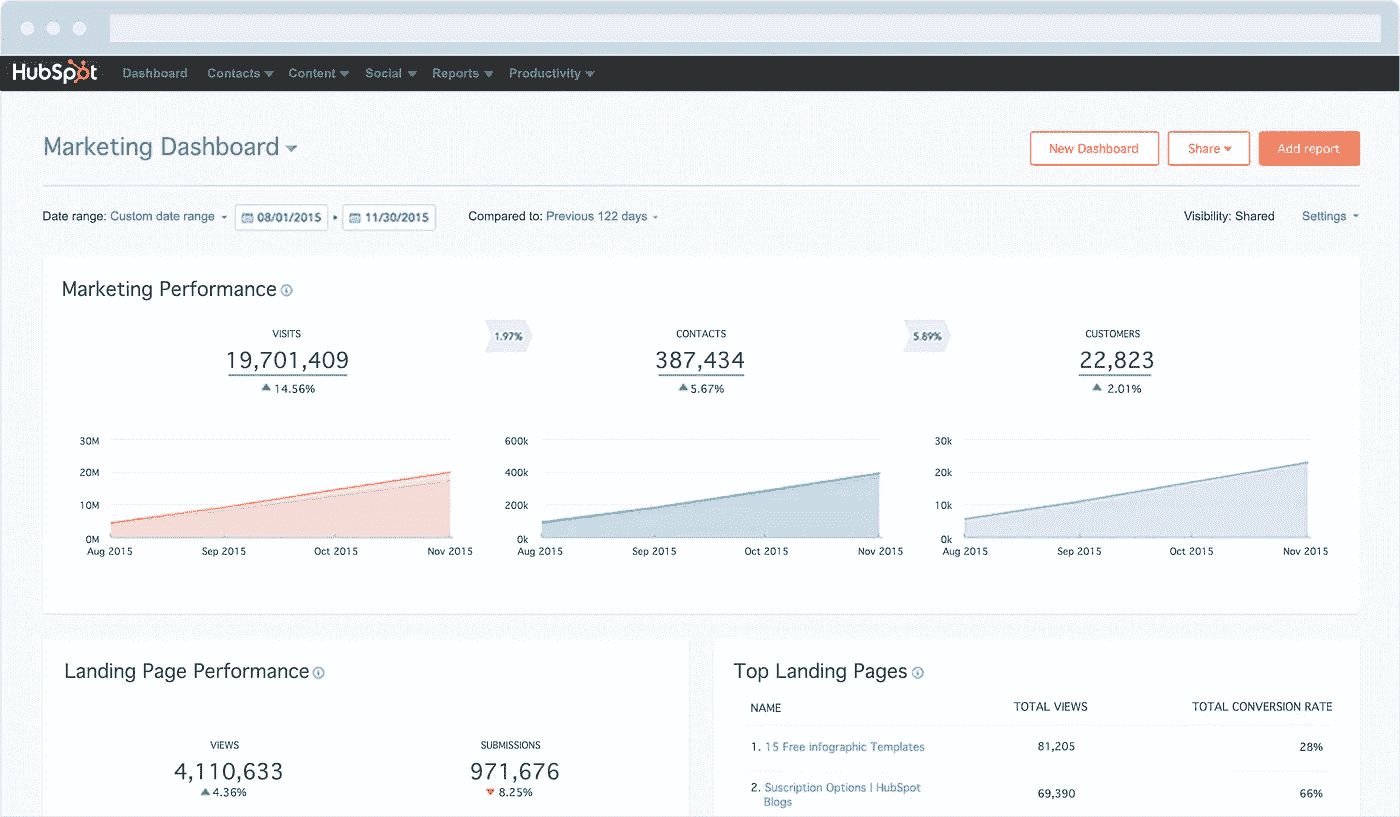 HubSpot Dashboard Contacts Content Social Reports Productivity
Marketing Dashboard
New Dashboard Share Add report
Date range: Custom date range 08/01/2015 11/30/2015 Compared to: Previous 122 days Visibility: Shared Settings
Marketing Performance
VISITS 1.97% CONTACTS 5.89% CUSTOMERS
19,701,409 387,434 22,823
14.56% 5.67% 2.01%
30M 600k 30k
20M 400k 20k
10M 200k 10k
0M 0k 0k
Aug 2015 Sep 2015 Oct 2015 Nov 2015 Aug 2015 Sep 2015 Oct 2015 Nov 2015 Aug 2015 Sep 2015 Oct 2015 Nov 2015
Landing Page Performance
VIEWS SUBMISSIONS
4,110,633 971,676
4.36% 8.25%
Top Landing Pages
NAME TOTAL VIEWS TOTAL CONVERSION RATE
1. 15 Free infographic Templates 81,205 28%
2. Suscription Options | HubSpot 69,390 66%
Blogs